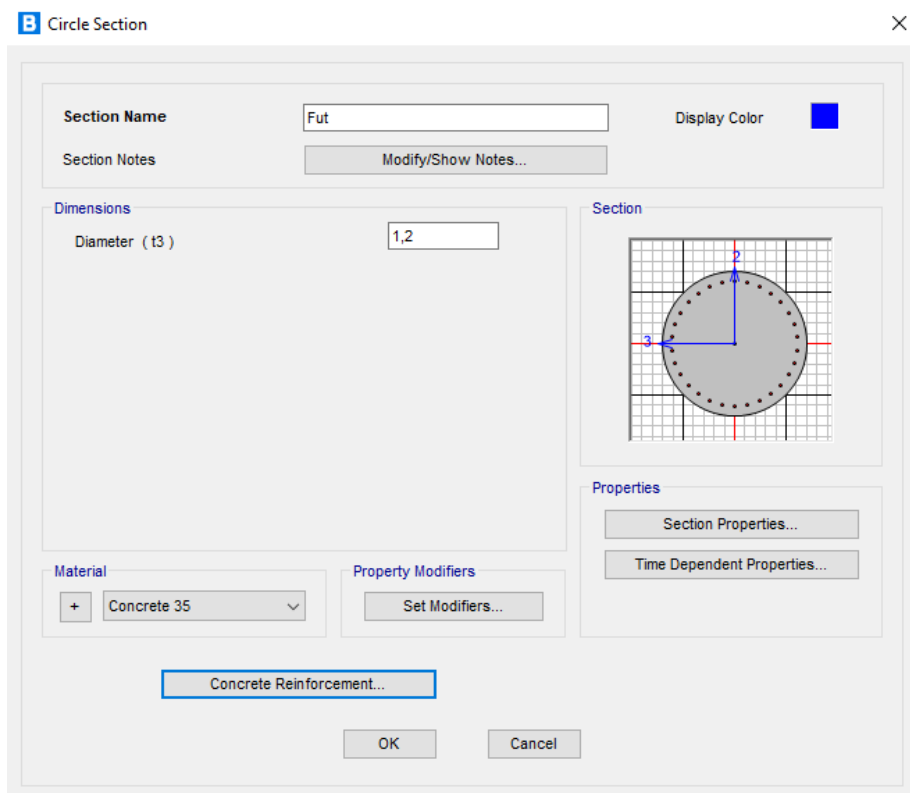 B Circle Section
Section Name Fut Display Color
Section Notes Modify/Show Notes...
Dimensions
Diameter ( t3 ) 1,2
Section
2
3
Properties
Section Properties...
Time Dependent Properties...
Material
+ Concrete 35
Property Modifiers
Set Modifiers...
Concrete Reinforcement...
OK Cancel